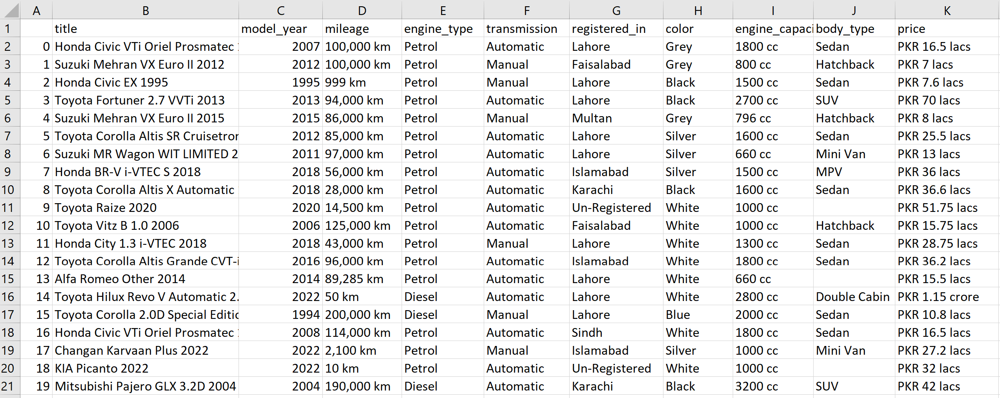 A B C D E F G H I J K
1 title model_year mileage engine_type transmission registered_in color engine_capaci body_type price
2 0 Honda Civic VTi Oriel Prosmatec 2007 100,000 km Petrol Automatic Lahore Grey 1800 cc Sedan PKR 16.5 lacs
3 1 Suzuki Mehran VX Euro II 2012 2012 100,000 km Petrol Manual Faisalabad Grey 800 cc Hatchback PKR 7 lacs
4 2 Honda Civic EX 1995 1995 999 km Petrol Manual Lahore Black 1500 cc Sedan PKR 7.6 lacs
5 3 Toyota Fortuner 2.7 VVTi 2013 2013 94,000 km Petrol Automatic Lahore Black 2700 cc SUV PKR 70 lacs
6 4 Suzuki Mehran VX Euro II 2015 2015 86,000 km Petrol Manual Multan Grey 796 cc Hatchback PKR 8 lacs
7 5 Toyota Corolla Altis SR Cruisetron 2012 85,000 km Petrol Automatic Lahore Silver 1600 cc Sedan PKR 25.5 lacs
8 6 Suzuki MR Wagon WIT LIMITED 2 2011 97,000 km Petrol Automatic Lahore Silver 660 cc Mini Van PKR 13 lacs
9 7 Honda BR-V i-VTEC S 2018 2018 56,000 km Petrol Automatic Islamabad Silver 1500 cc MPV PKR 36 lacs
10 8 Toyota Corolla Altis X Automatic 2018 28,000 km Petrol Automatic Karachi Black 1600 cc Sedan PKR 36.6 lacs
11 9 Toyota Raize 2020 2020 14,500 km Petrol Automatic Un-Registered White 1000 cc PKR 51.75 lacs
12 10 Toyota Vitz B 1.0 2006 2006 125,000 km Petrol Automatic Faisalabad White 1000 cc Hatchback PKR 15.75 lacs
13 11 Honda City 1.3 i-VTEC 2018 2018 43,000 km Petrol Manual Lahore White 1300 cc Sedan PKR 28.75 lacs
14 12 Toyota Corolla Altis Grande CVT-i 2016 96,000 km Petrol Automatic Islamabad White 1800 cc Sedan PKR 36.2 lacs
15 13 Alfa Romeo Other 2014 2014 89,285 km Petrol Automatic Lahore White 660 cc PKR 15.5 lacs
16 14 Toyota Hilux Revo V Automatic 2. 2022 50 km Diesel Automatic Lahore White 2800 cc Double Cabin PKR 1.15 crore
17 15 Toyota Corolla 2.0D Special Editio 1994 200,000 km Diesel Manual Lahore Blue 2000 cc Sedan PKR 10.8 lacs
18 16 Honda Civic VTi Oriel Prosmatec 2008 114,000 km Petrol Automatic Sindh White 1800 cc Sedan PKR 16.5 lacs
19 17 Changan Karvaan Plus 2022 2022 2,100 km Petrol Manual Islamabad Silver 1000 cc Mini Van PKR 27.2 lacs
20 18 KIA Picanto 2022 2022 10 km Petrol Automatic Un-Registered White 1000 cc PKR 32 lacs
21 19 Mitsubishi Pajero GLX 3.2D 2004 2004 190,000 km Diesel Automatic Karachi Black 3200 cc SUV PKR 42 lacs